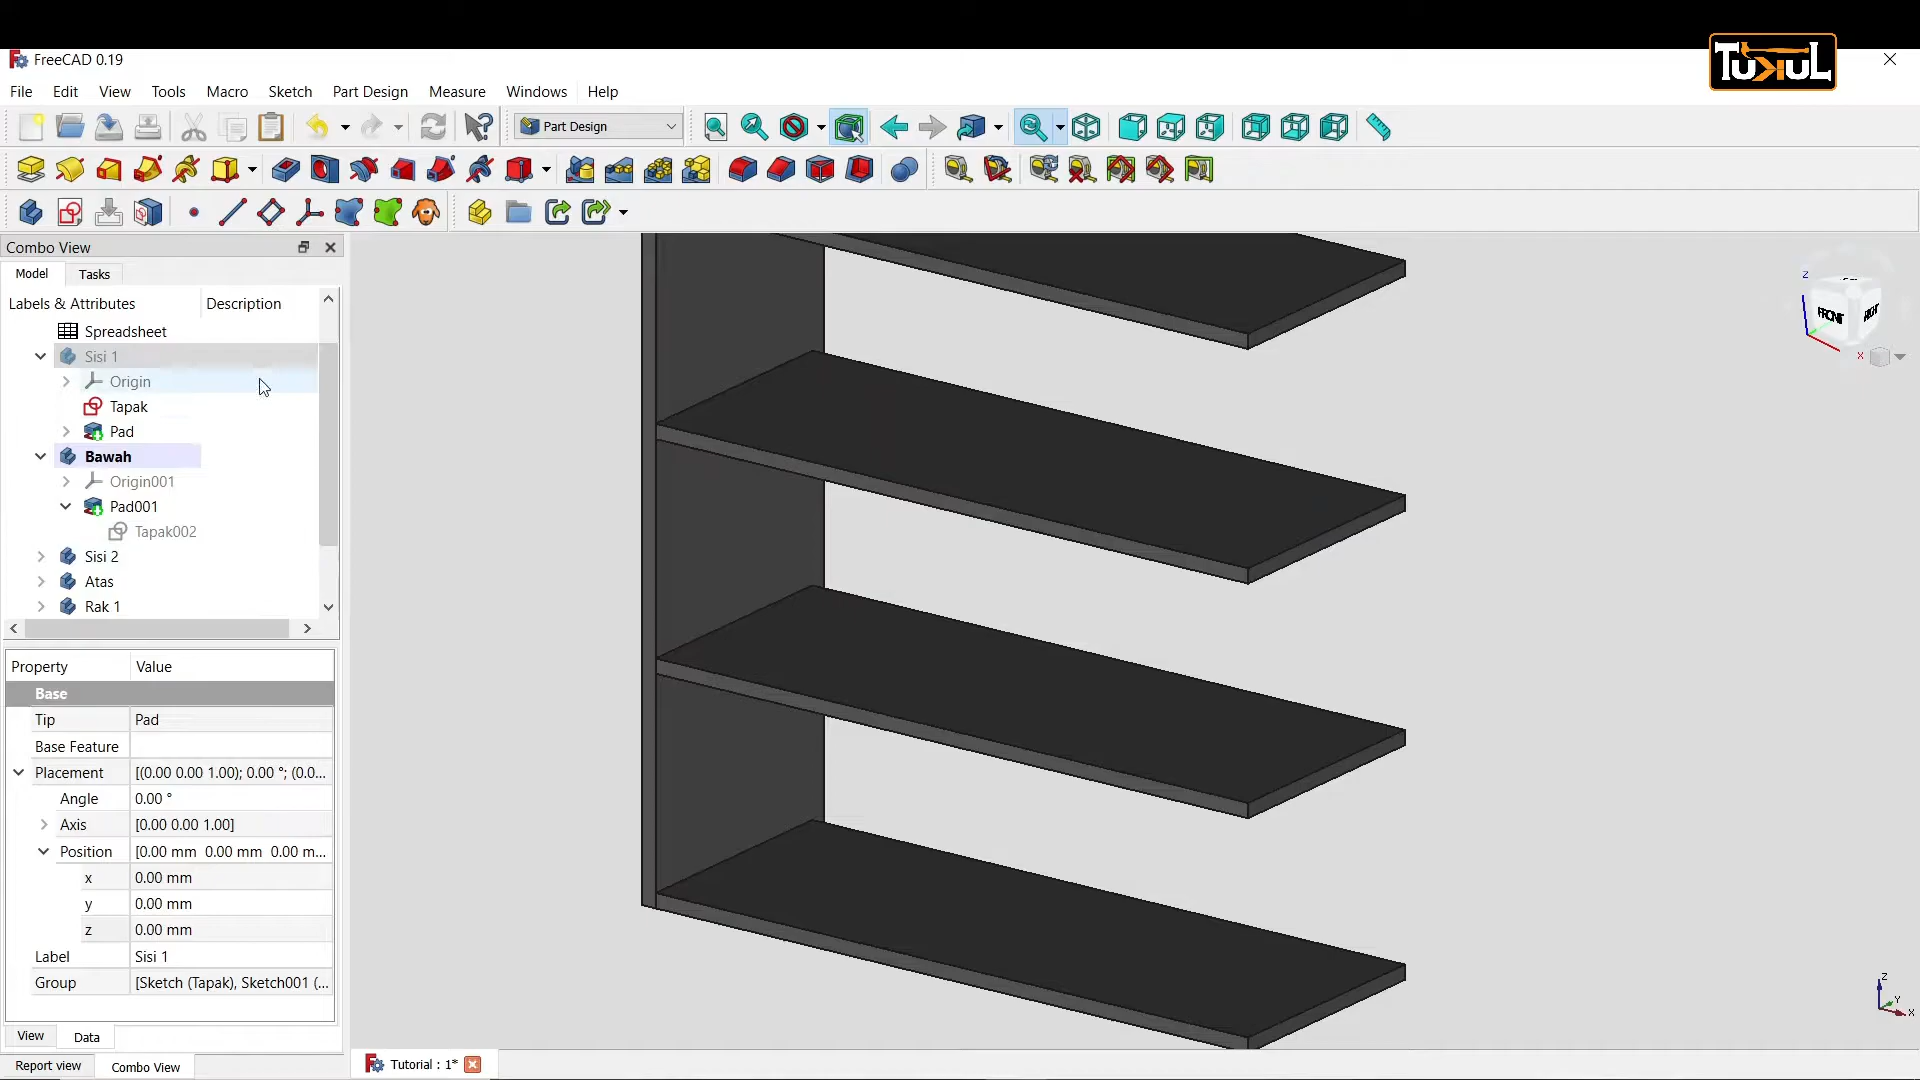 TUKUL
FreeCAD 0.19
File Edit View Tools Macro Sketch Part Design Measure Windows Help
Part Design
Combo View
Model Tasks
Labels & Attributes Description
Spreadsheet
Sisi 1
Origin
Tapak
Pad
Bawah
Origin001
Pad001
Tapak002
Sisi 2
Atas
Rak 1
Property Value
Base
Tip Pad
Base Feature
Placement [(0.00 0.00 1.00); 0.00 °; (0.0...
Angle 0.00 °
Axis [0.00 0.00 1.00]
Position [0.00 mm 0.00 mm 0.00 m...
x 0.00 mm
y 0.00 mm
z 0.00 mm
Label Sisi 1
Group [Sketch (Tapak), Sketch001 (...
View Data
Report view Combo View
Tutorial : 1*
Z
FRONT RIGHT
X
Z
Y
X